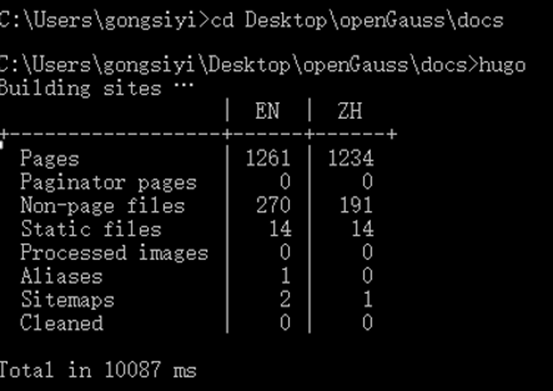 C:\Users\gongsiyi>cd Desktop\openGauss\docs
C:\Users\gongsiyi\Desktop\openGauss\docs>hugo
Building sites …
                   |  EN  |  ZH
+------------------+------+------+
  Pages            | 1261 | 1234
  Paginator pages  |    0 |    0
  Non-page files   |  270 |  191
  Static files     |   14 |   14
  Processed images |    0 |    0
  Aliases          |    1 |    0
  Sitemaps         |    2 |    1
  Cleaned          |    0 |    0
Total in 10087 ms